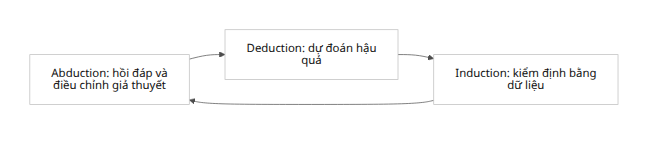 Abduction: hồi đáp và
điều chỉnh giả thuyết
Deduction: dự đoán hậu
quả
Induction: kiểm định bằng
dữ liệu